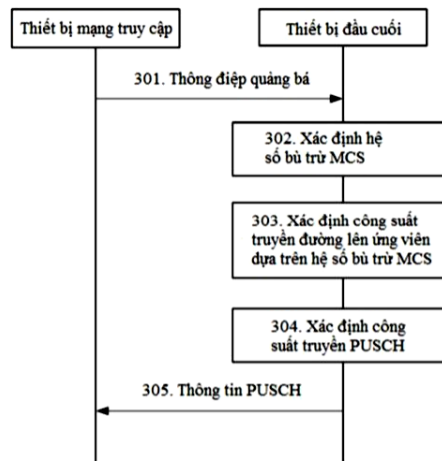 Thiết bị mạng truy cập
Thiết bị đầu cuối
301. Thông điệp quảng bá
302. Xác định hệ
số bù trừ MCS
303. Xác định công suất
truyền đường lên ứng viên
dựa trên hệ số bù trừ MCS
304. Xác định công
suất truyền PUSCH
305. Thông tin PUSCH